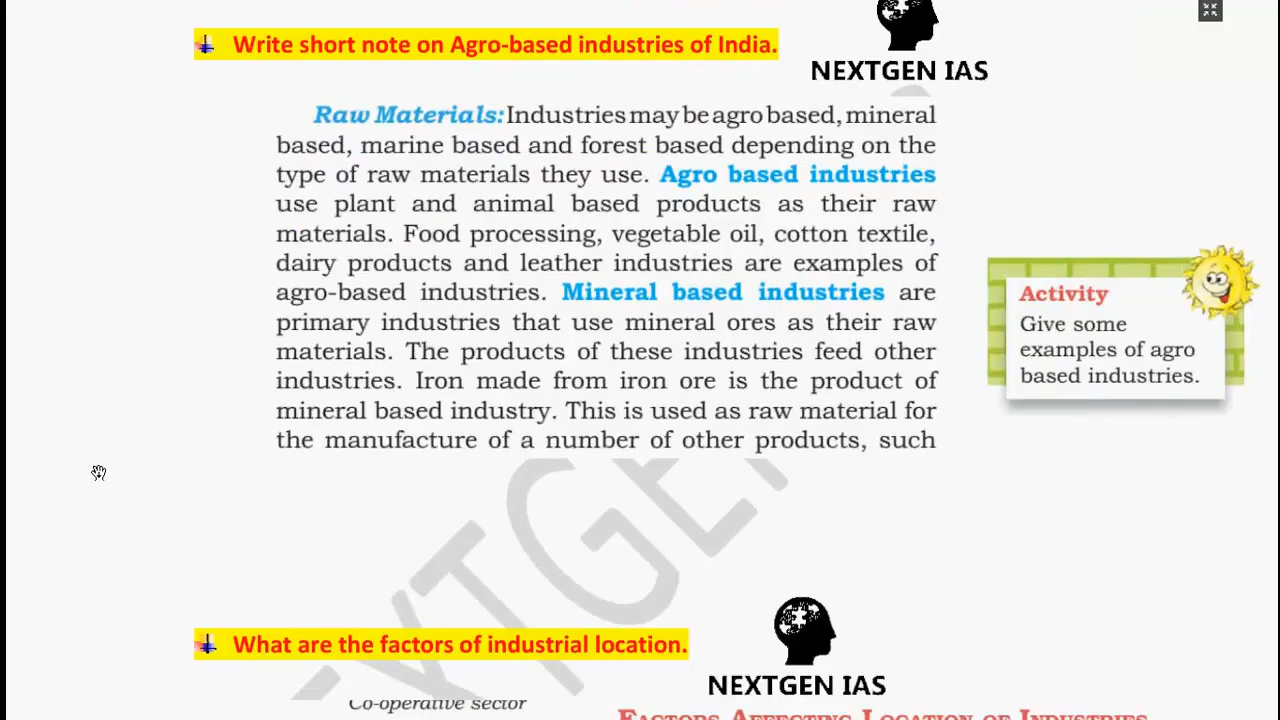 Write short note on Agro-based industries of India.
NEXTGEN IAS
Raw Materials: Industries may be agro based, mineral
based, marine based and forest based depending on the
type of raw materials they use. Agro based industries
use plant and animal based products as their raw
materials. Food processing, vegetable oil, cotton textile,
dairy products and leather industries are examples of
agro-based industries. Mineral based industries are
primary industries that use mineral ores as their raw
materials. The products of these industries feed other
industries. Iron made from iron ore is the product of
mineral based industry. This is used as raw material for
the manufacture of a number of other products, such
Activity
Give some
examples of agro
based industries.
What are the factors of industrial location.
NEXTGEN IAS
Co-operative sector
Factors Affecting Location of Industries